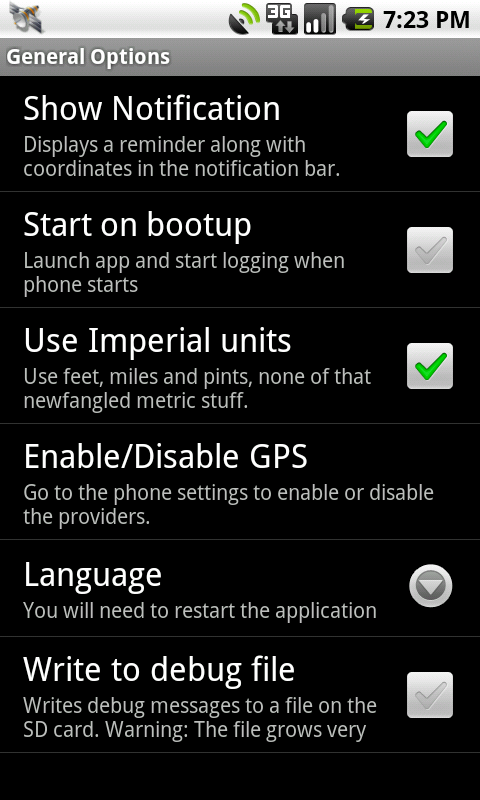 3G
7:23 PM
General Options
Show Notification
Displays a reminder along with
coordinates in the notification bar.
Start on bootup
Launch app and start logging when
phone starts
Use Imperial units
Use feet, miles and pints, none of that
newfangled metric stuff.
Enable/Disable GPS
Go to the phone settings to enable or disable
the providers.
Language
You will need to restart the application
Write to debug file
Writes debug messages to a file on the
SD card. Warning: The file grows very